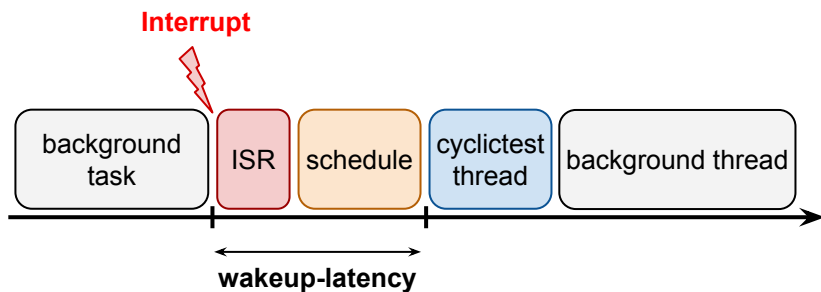 Interrupt
background
task
ISR
schedule
cyclictest
thread
background thread
wakeup-latency